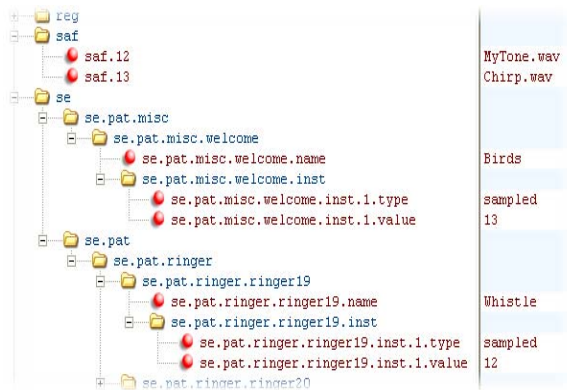 reg
saf
saf.12 MyTone.wav
saf.13 Chirp.wav
se
se.pat.misc
se.pat.misc.welcome
se.pat.misc.welcome.name Birds
se.pat.misc.welcome.inst
se.pat.misc.welcome.inst.1.type sampled
se.pat.misc.welcome.inst.1.value 13
se.pat
se.pat.ringer
se.pat.ringer.ringer19
se.pat.ringer.ringer19.name Whistle
se.pat.ringer.ringer19.inst
se.pat.ringer.ringer19.inst.1.type sampled
se.pat.ringer.ringer19.inst.1.value 12
se.pat.ringer.ringer20